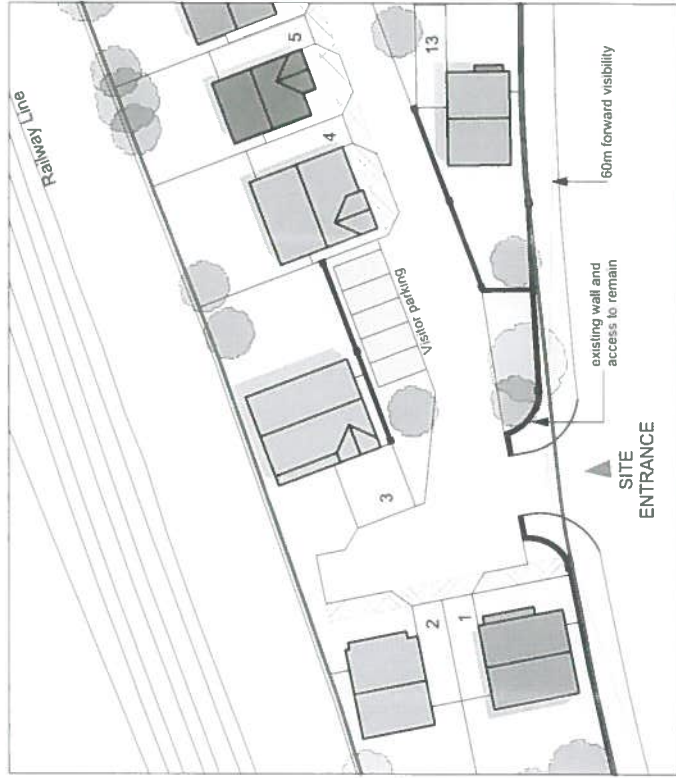 Railway Line
5
4
13
Visitor parking
3
60m forward visibility
existing wall and
access to remain
2
1
SITE
ENTRANCE